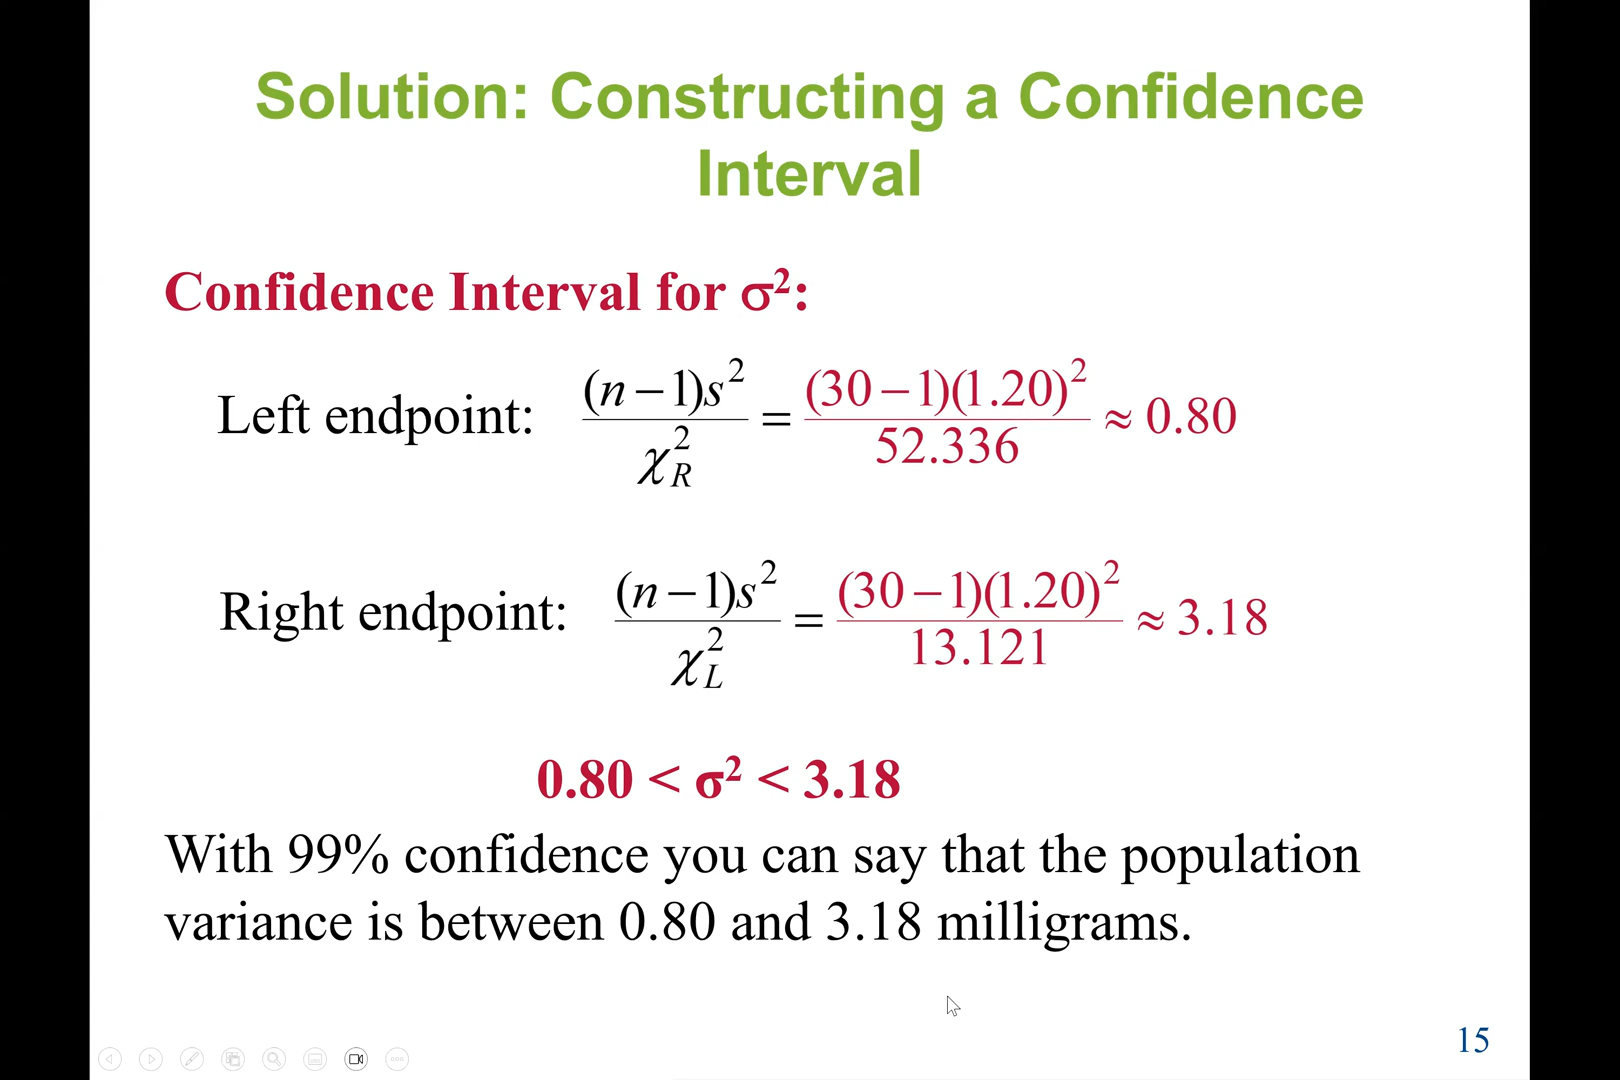 Solution: Constructing a Confidence
Interval
Confidence Interval for σ²:
Left endpoint: (n − 1)s² / χ²_R = (30 − 1)(1.20)² / 52.336 ≈ 0.80
Right endpoint: (n − 1)s² / χ²_L = (30 − 1)(1.20)² / 13.121 ≈ 3.18
0.80 < σ² < 3.18
With 99% confidence you can say that the population
variance is between 0.80 and 3.18 milligrams.
15